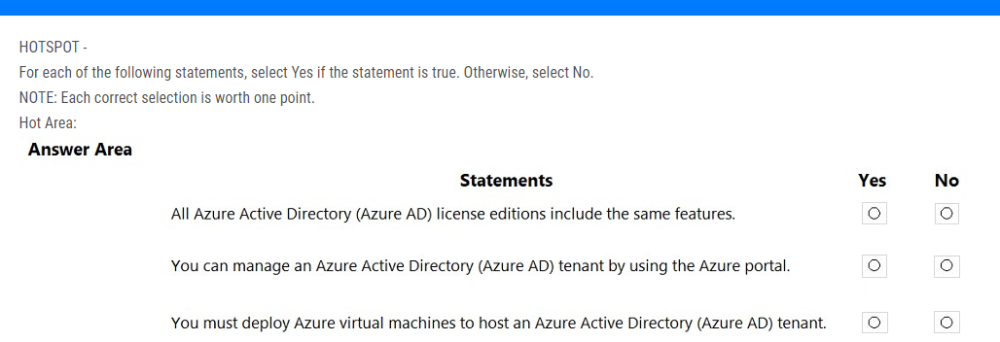 HOTSPOT -
For each of the following statements, select Yes if the statement is true. Otherwise, select No.
NOTE: Each correct selection is worth one point.
Hot Area:
Answer Area
Statements Yes No
All Azure Active Directory (Azure AD) license editions include the same features.
You can manage an Azure Active Directory (Azure AD) tenant by using the Azure portal.
You must deploy Azure virtual machines to host an Azure Active Directory (Azure AD) tenant.